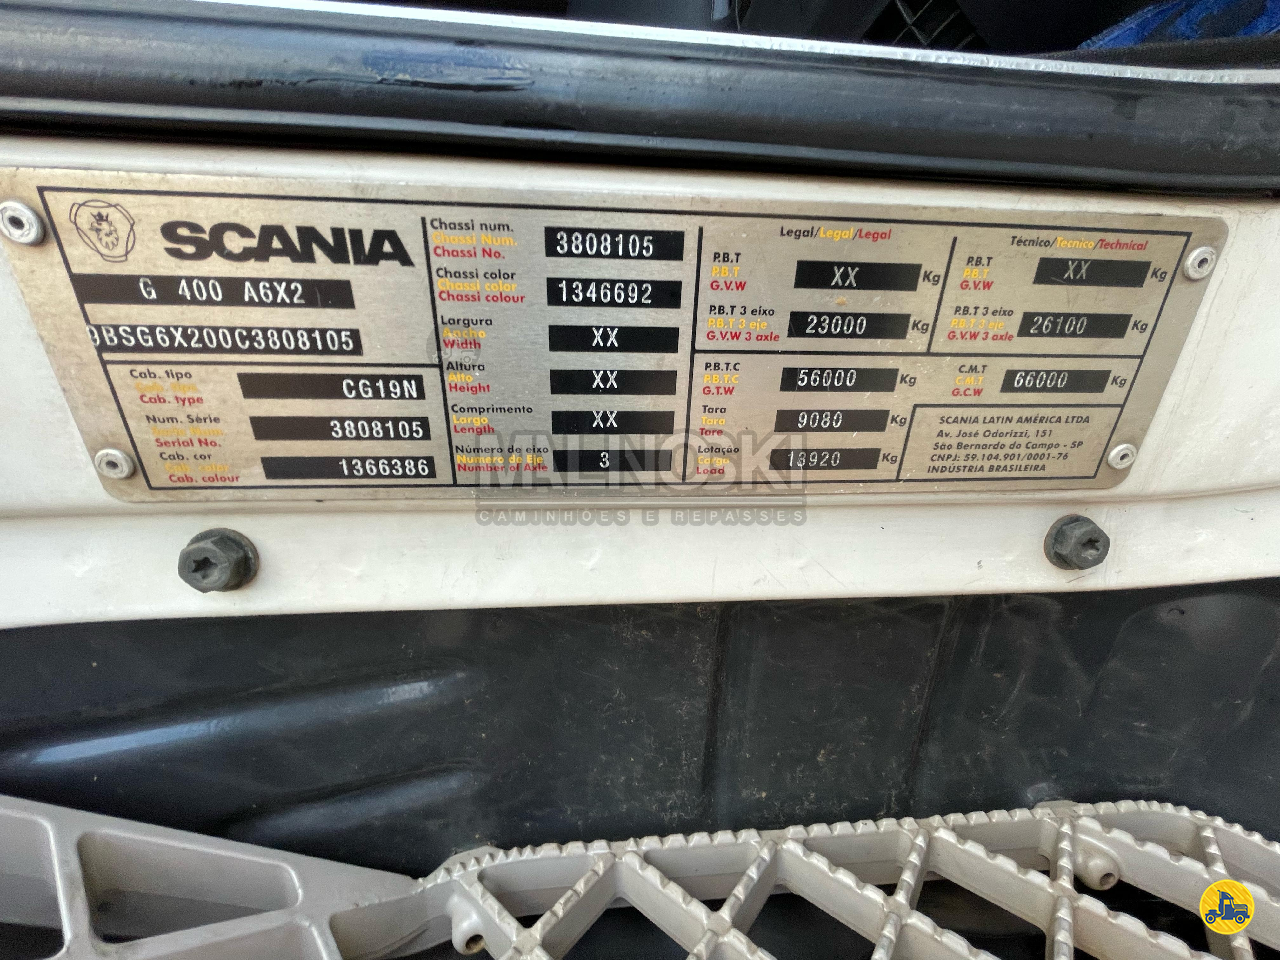 SCANIA
G 400 A6X2
9BSG6X200C3808105
Cab. tipo
Cab. tipo
Cab. type
CG19N
Num. Série
Serial No.
3808105
Cab. cor
Cab. color
Cab. colour
1366386
Chassi num.
Chassi Num.
Chassi No.
3808105
Chassi color
Chassi color
Chassi colour
1346692
Largura
Ancho
Width
XX
Altura
Alto
Height
XX
Comprimento
Largo
Length
XX
Número de eixo
Numero de Eje
Number of Axle
3
Legal/Legal/Legal
P.B.T
P.B.T
G.V.W
XX Kg
P.B.T 3 eixo
P.B.T 3 eje
G.V.W 3 axle
23000 Kg
P.B.T.C
P.B.T.C
G.T.W
56000 Kg
Tara
Tara
Tare
9080 Kg
Lotação
Carga
Load
13920 Kg
Técnico/Tecnico/Technical
P.B.T
P.B.T
G.V.W
XX Kg
P.B.T 3 eixo
P.B.T 3 eje
G.V.W 3 axle
26100 Kg
C.M.T
C.M.T
G.C.W
66000 Kg
SCANIA LATIN AMÉRICA LTDA
Av. José Odorizzi, 151
São Bernardo do Campo - SP
CNPJ: 59.104.901/0001-76
INDÚSTRIA BRASILEIRA
MALINOSKI
CAMINHÕES E REPASSES